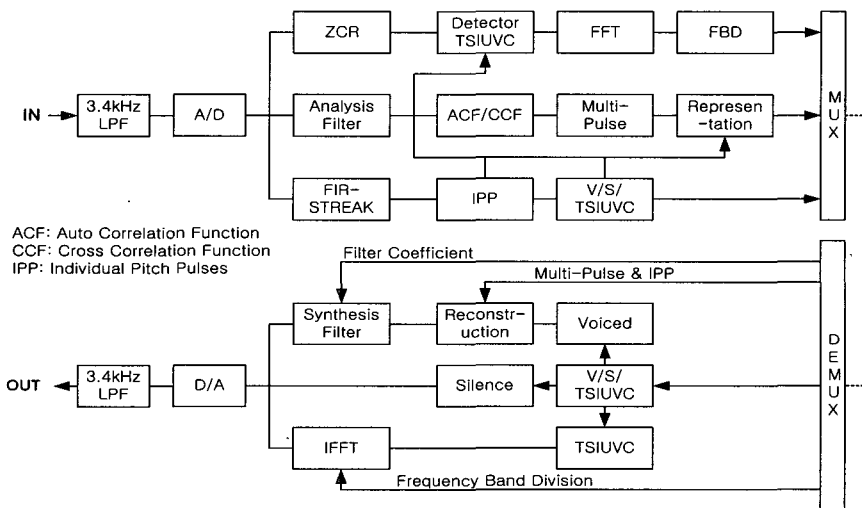 ZCR
Detector
TSIUVC
FFT
FBD
IN
3.4kHz
LPF
A/D
Analysis
Filter
ACF/CCF
Multi-
Pulse
Represen
-tation
MUX
FIR-
STREAK
IPP
V/S/
TSIUVC
ACF: Auto Correlation Function
CCF: Cross Correlation Function
IPP: Individual Pitch Pulses
Filter Coefficient
Multi-Pulse & IPP
Synthesis
Filter
Reconstr-
uction
Voiced
DEMUX
OUT
3.4kHz
LPF
D/A
Silence
V/S/
TSIUVC
IFFT
TSIUVC
Frequency Band Division